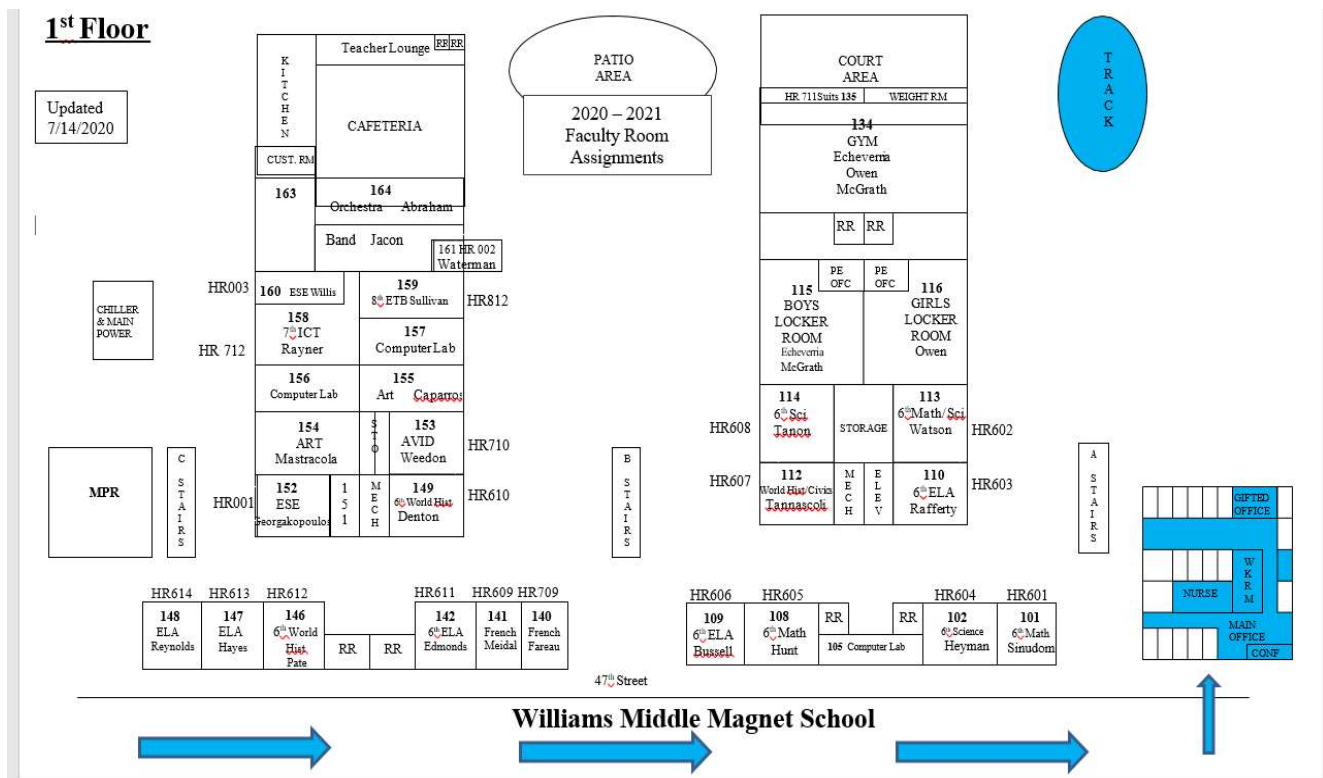 1st Floor
Updated
7/14/2020
KITCHEN
Teacher Lounge
RR
RR
CAFETERIA
CUST. RM
163
164
Orchestra Abraham
Band Jacon
161 HR 002
Waterman
HR003
160 ESE Willis
159
8th ETB Sullivan
HR812
CHILLER
& MAIN
POWER
158
7th ICT
Rayner
HR 712
157
Computer Lab
156
Computer Lab
155
Art Caparros
154
ART
Mastracola
STO
153
AVID
Weedon
HR710
MPR
C STAIRS
HR001
152
ESE
Georgakopoulos
151
MECH
149
6th World Hist
Denton
HR610
PATIO
AREA
2020 – 2021
Faculty Room
Assignments
B STAIRS
COURT
AREA
HR 711Suits 135
WEIGHT RM
134
GYM
Echeverria
Owen
McGrath
RR
RR
PE
OFC
PE
OFC
115
BOYS
LOCKER
ROOM
Echeverria
McGrath
116
GIRLS
LOCKER
ROOM
Owen
HR608
114
6th Sci
Tanon
STORAGE
113
6th Math/Sci
Watson
HR602
HR607
112
World Hist/Civics
Tannascoli
MECH
ELEV
110
6th ELA
Rafferty
HR603
TRACK
A STAIRS
GIFTED
OFFICE
WKRM
NURSE
MAIN
OFFICE
CONF
HR614
148
ELA
Reynolds
HR613
147
ELA
Hayes
HR612
146
6th World
Hist.
Pate
RR
RR
HR611
142
6th ELA
Edmonds
HR609
141
French
Meidal
HR709
140
French
Fareau
HR606
109
6th ELA
Bussell
HR605
108
6th Math
Hunt
RR
RR
105 Computer Lab
HR604
102
6th Science
Heyman
HR601
101
6th Math
Sinudom
47th Street
Williams Middle Magnet School